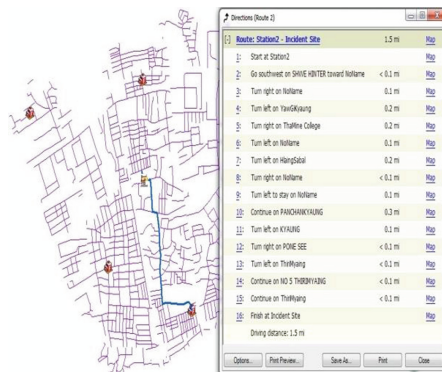 Directions (Route 2)
[-] Route: Station2 - Incident Site 1.5 mi Map
1: Start at Station2 Map
2: Go southwest on SHWE HINTER toward NoName < 0.1 mi Map
3: Turn right on NoName 0.1 mi Map
4: Turn left on YawGKyaung 0.2 mi Map
5: Turn right on ThaMine College 0.2 mi Map
6: Turn left on NoName 0.1 mi Map
7: Turn left on HlangSabal 0.2 mi Map
8: Turn right on NoName < 0.1 mi Map
9: Turn left to stay on NoName 0.1 mi Map
10: Continue on PANCHANKYAUNG 0.3 mi Map
11: Turn left on KYAUNG 0.1 mi Map
12: Turn right on PONE SEE < 0.1 mi Map
13: Turn left on ThiriMyaing < 0.1 mi Map
14: Continue on NO 5 THIRIMYAING < 0.1 mi Map
15: Continue on ThiriMyaing < 0.1 mi Map
16: Finish at Incident Site Map
Driving distance: 1.5 mi
Options... Print Preview... Save As... Print Close